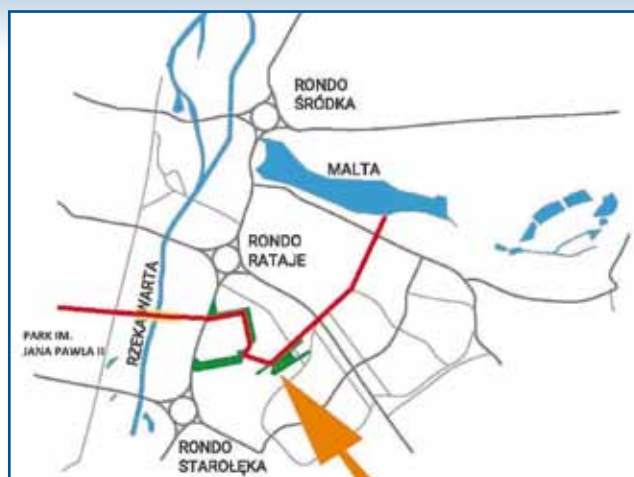 RONDO
ŚRÓDKA
MALTA
RONDO
RATAJE
RZEKA WARTA
PARK IM.
JANA PAWŁA II
RONDO
STAROŁĘKA